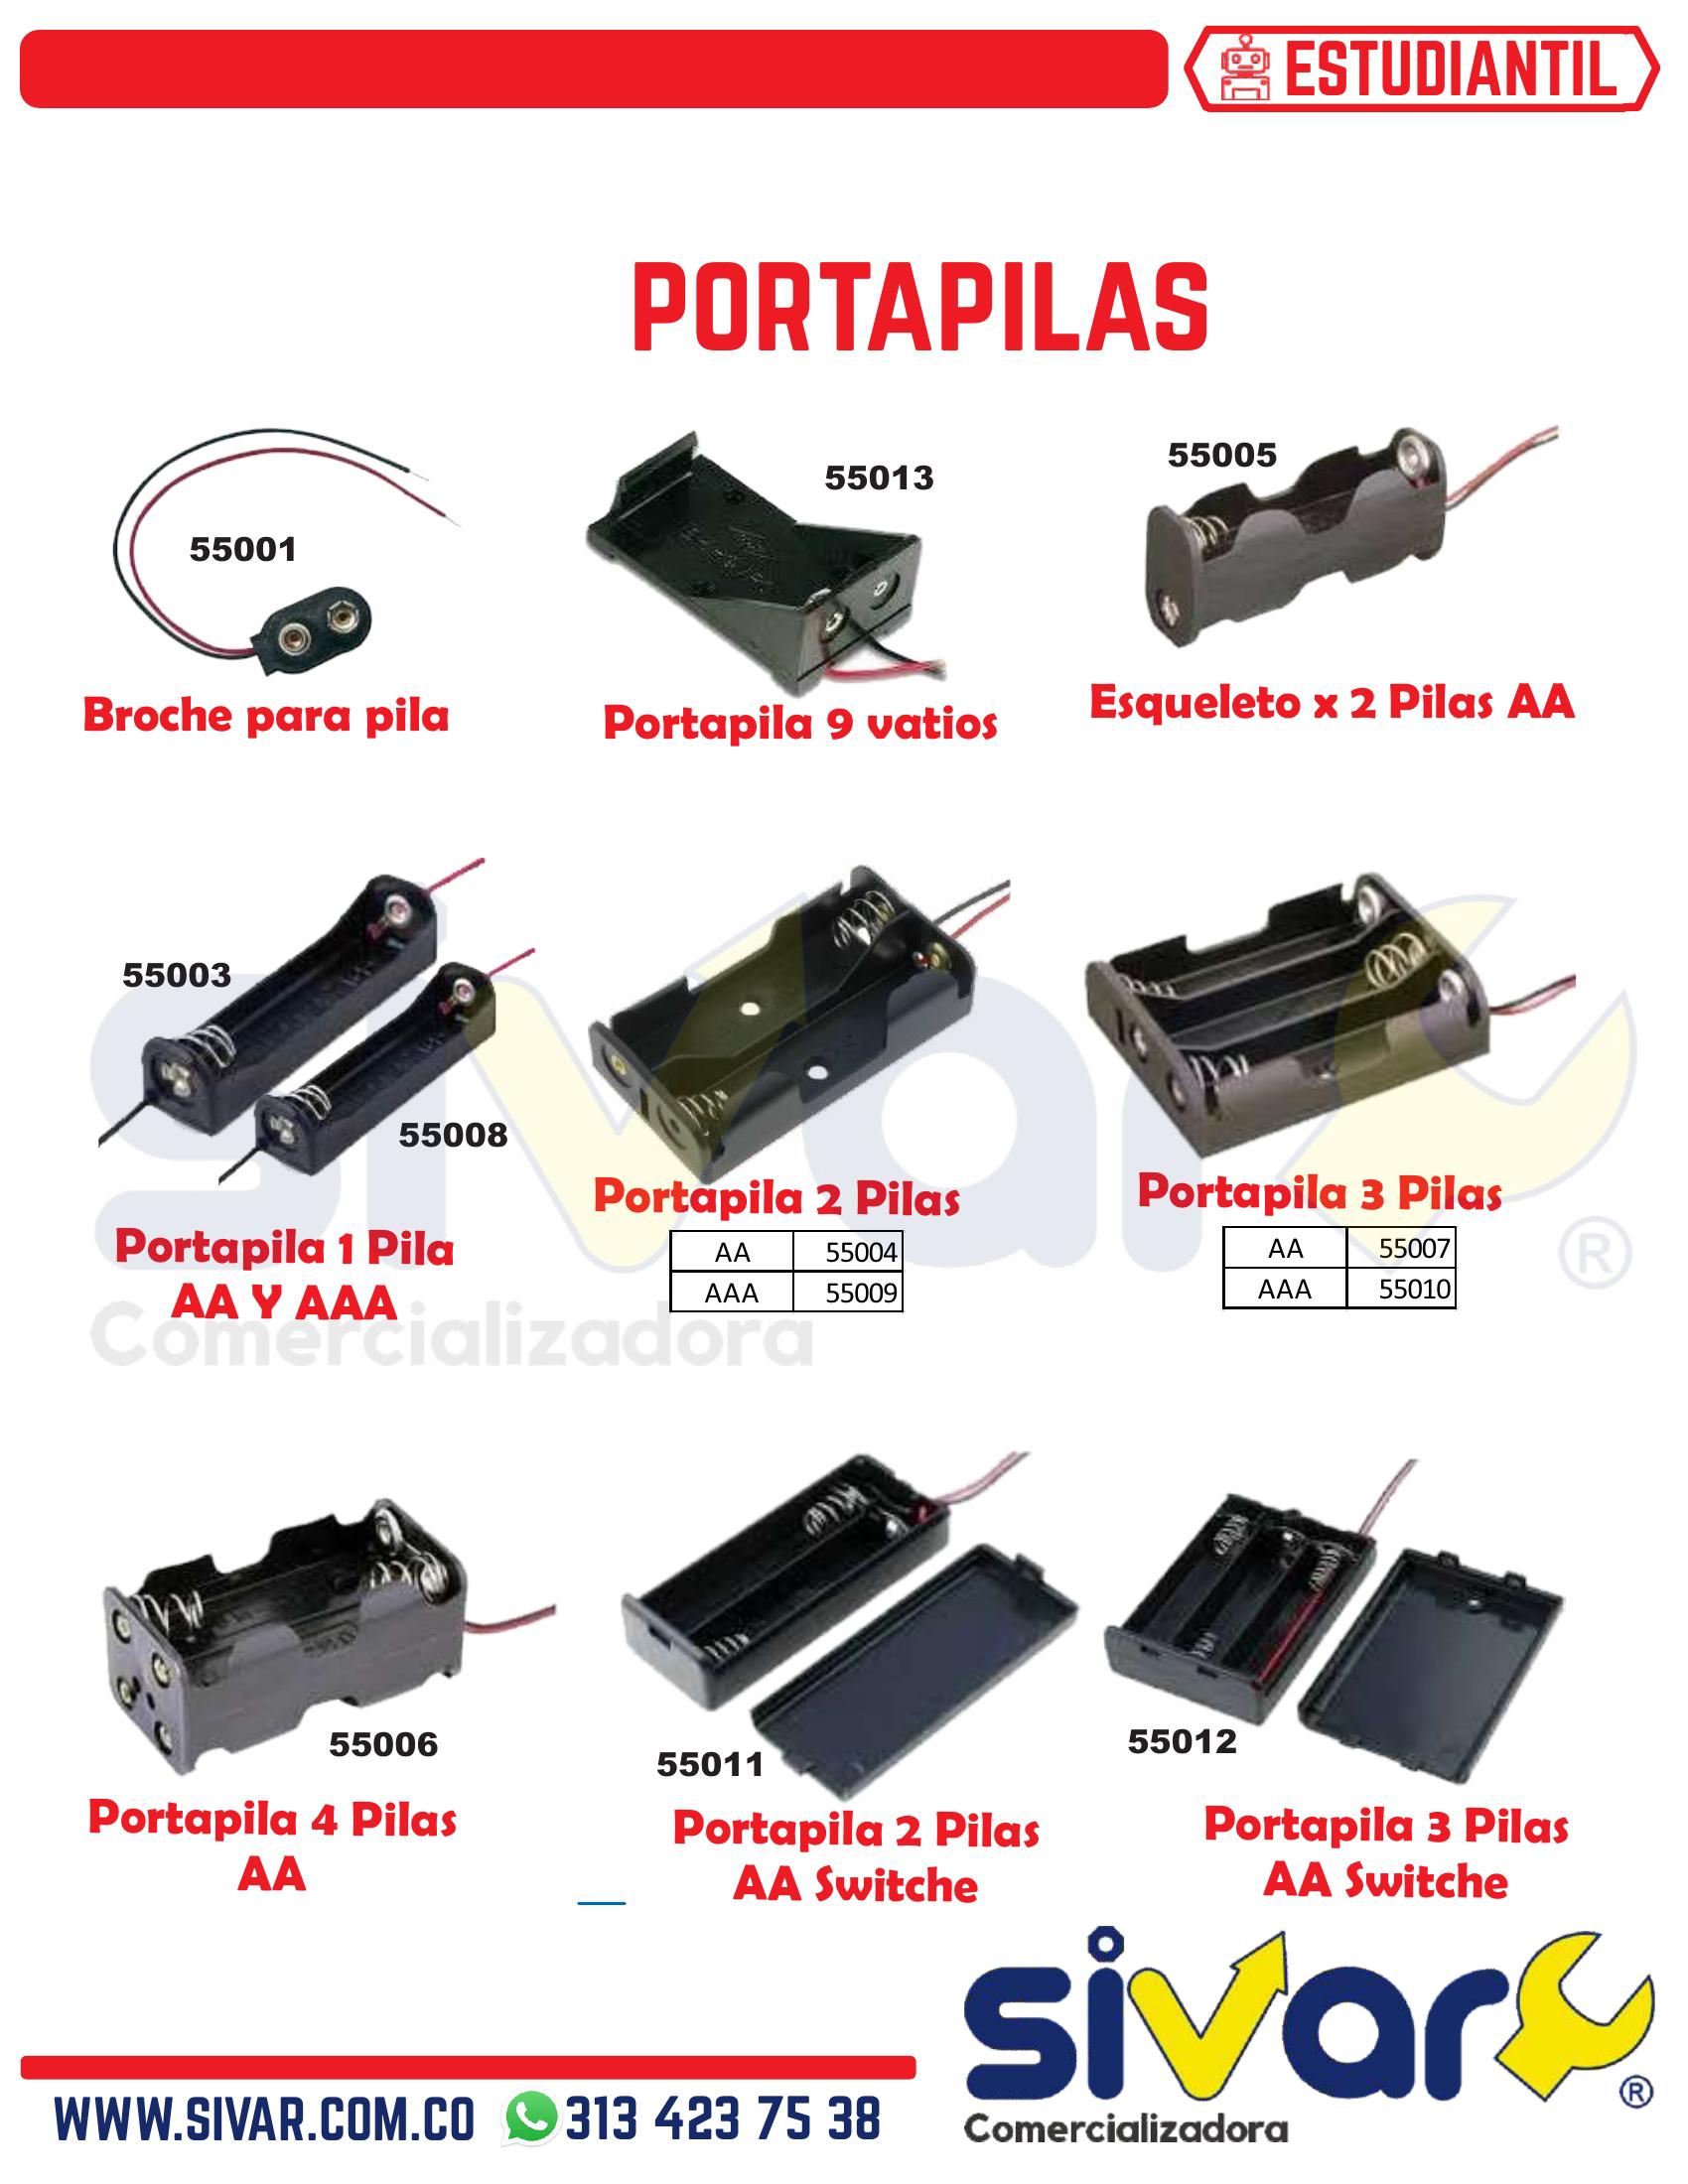 ESTUDIANTIL
PORTAPILAS
55001
Broche para pila
55013
Portapila 9 vatios
55005
Esqueleto x 2 Pilas AA
55003
55008
Portapila 1 Pila
AA Y AAA
Portapila 2 Pilas
AA 55004
AAA 55009
Portapila 3 Pilas
AA 55007
AAA 55010
sivar
Comercializadora
®
55006
Portapila 4 Pilas
AA
55011
Portapila 2 Pilas
AA Switche
55012
Portapila 3 Pilas
AA Switche
WWW.SIVAR.COM.CO 313 423 75 38
sivar
®
Comercializadora